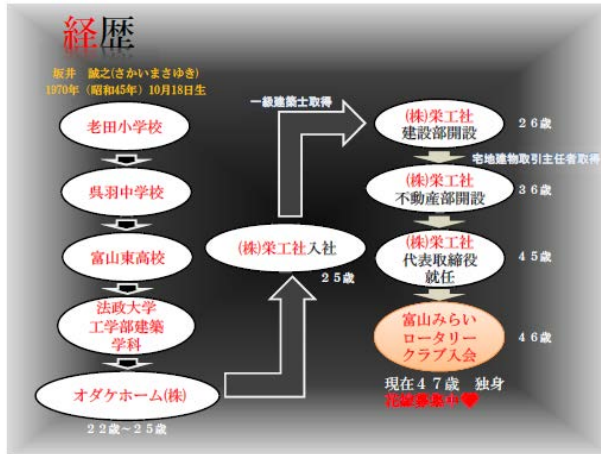 経歴
坂井　誠之(さかいまさゆき)
1970年（昭和45年）10月18日生
老田小学校
呉羽中学校
富山東高校
法政大学
工学部建築
学科
オダケホーム(株)
２２歳～２５歳
(株)栄工社入社
２５歳
一級建築士取得
(株)栄工社
建設部開設
２６歳
宅地建物取引主任者取得
(株)栄工社
不動産部開設
３６歳
(株)栄工社
代表取締役
就任
４５歳
富山みらい
ロータリー
クラブ入会
４６歳
現在４７歳　独身
花嫁募集中♥